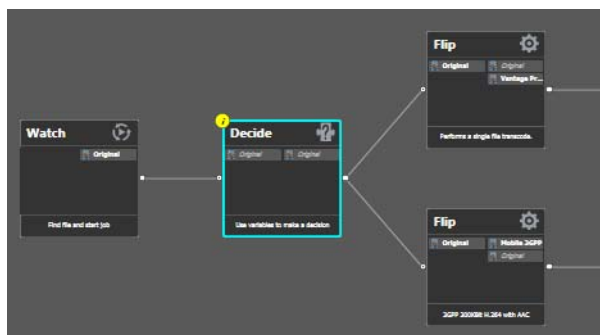 Watch
Original
Find file and start job
Decide
Original Original
Use variables to make a decision
Flip
Original Original
Vantage Pr...
Performs a single file transcode.
Flip
Original Mobile 3GPP
Original
3GPP 200KBit H.264 with AAC